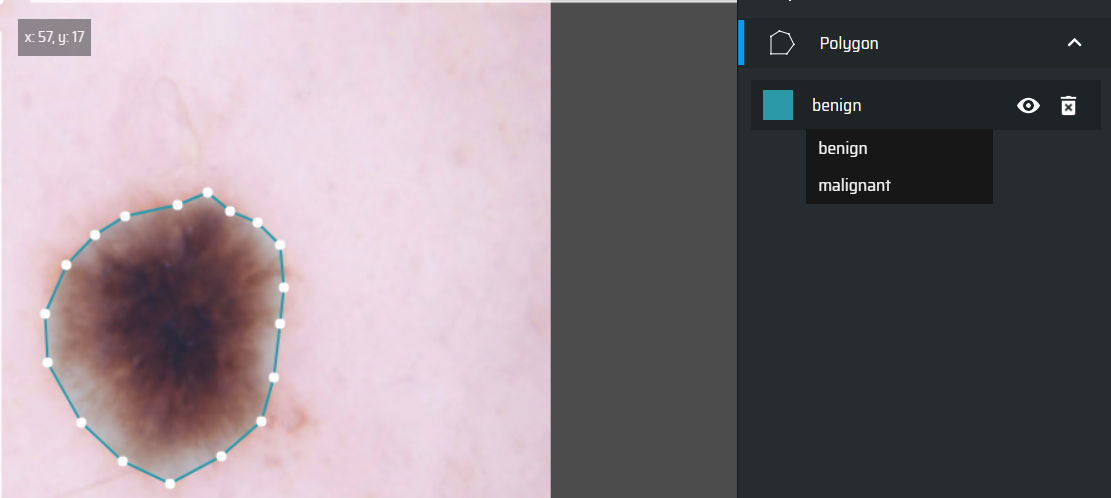 x: 57, y: 17
Polygon
benign
benign
malignant